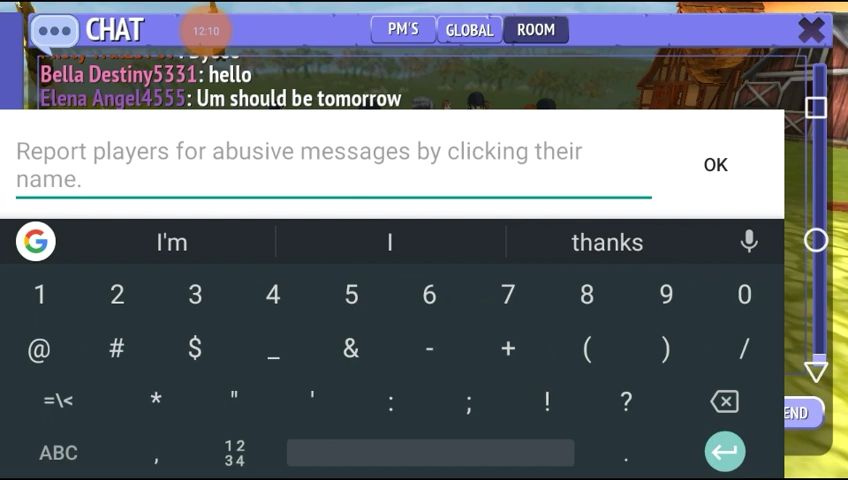 CHAT
12:10
PM'S GLOBAL ROOM
Bella Destiny5331: hello
Elena Angel4555: Um should be tomorrow
Report players for abusive messages by clicking their
name.
OK
G I'm I thanks
1 2 3 4 5 6 7 8 9 0
@ # $ _ & - + ( ) /
=\< * " ' : ; ! ?
END
ABC , 12 .
34